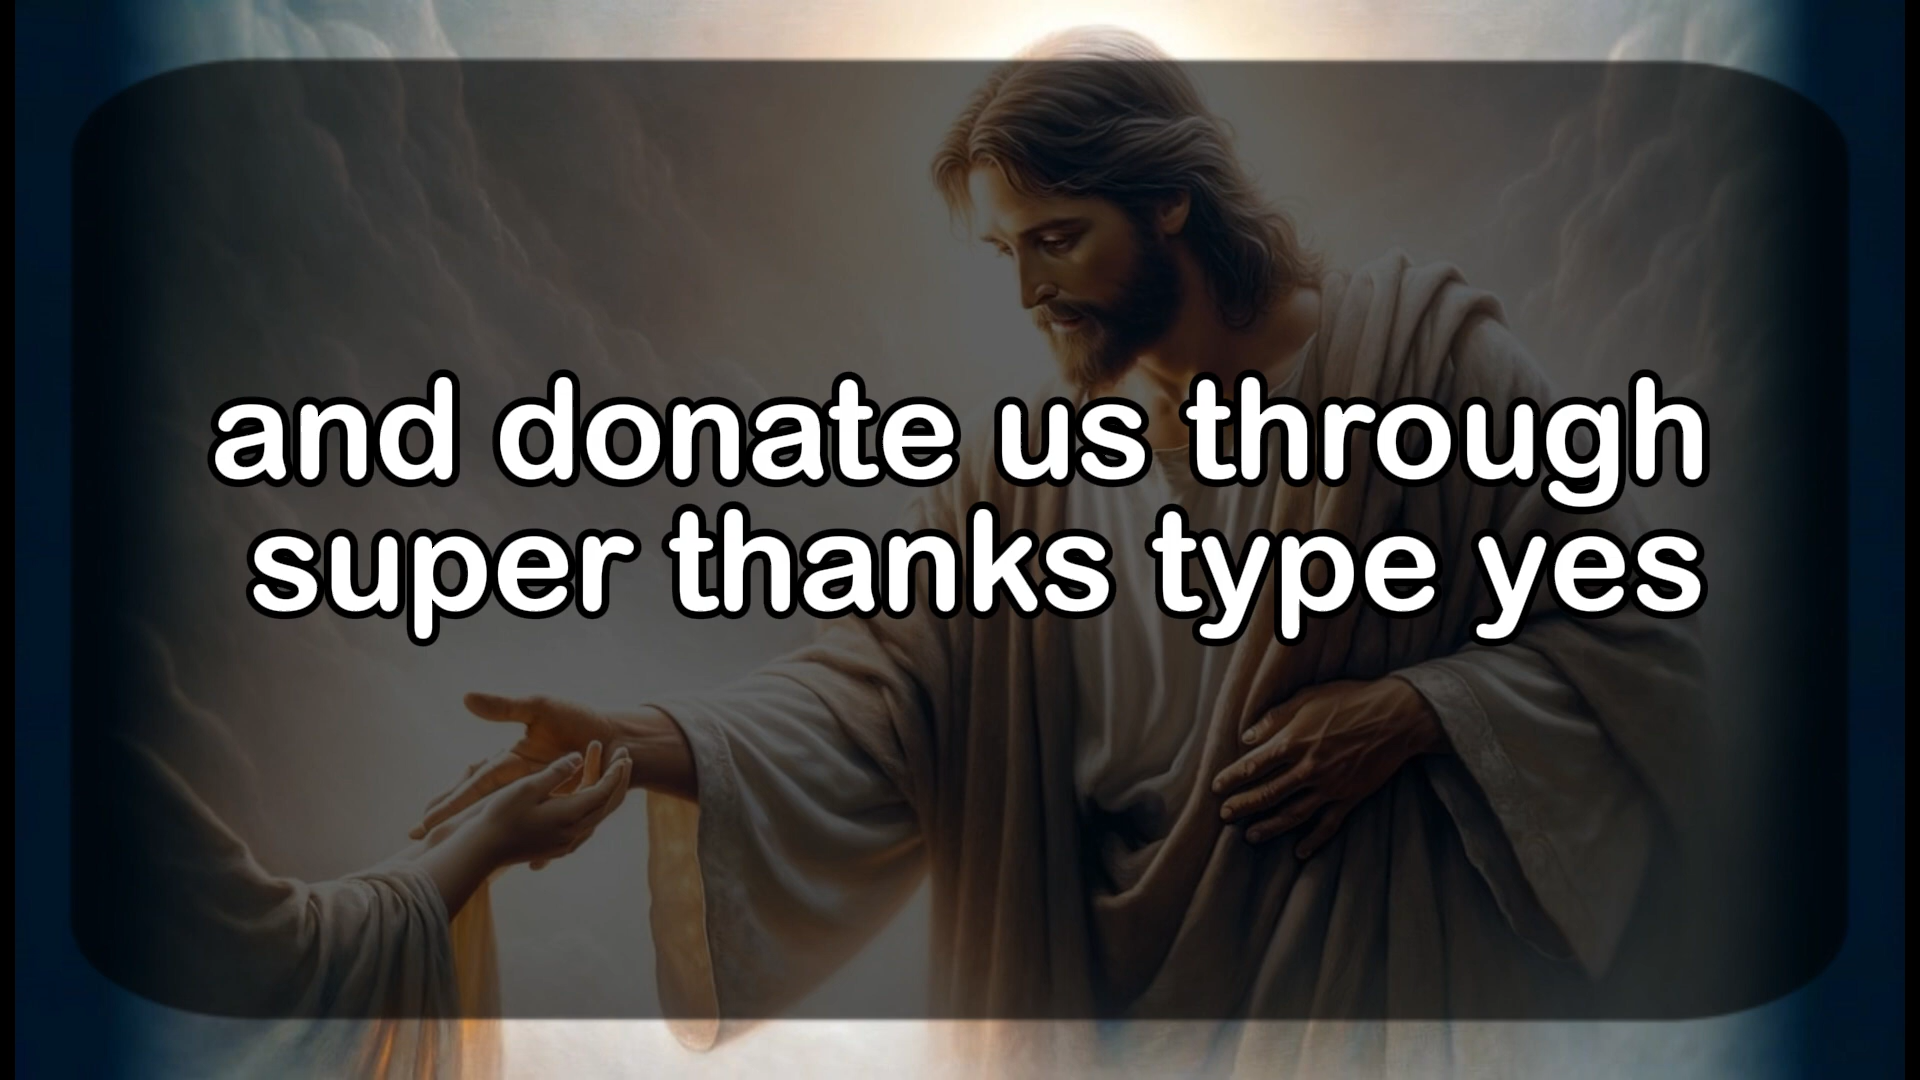 and donate us through
super thanks type yes